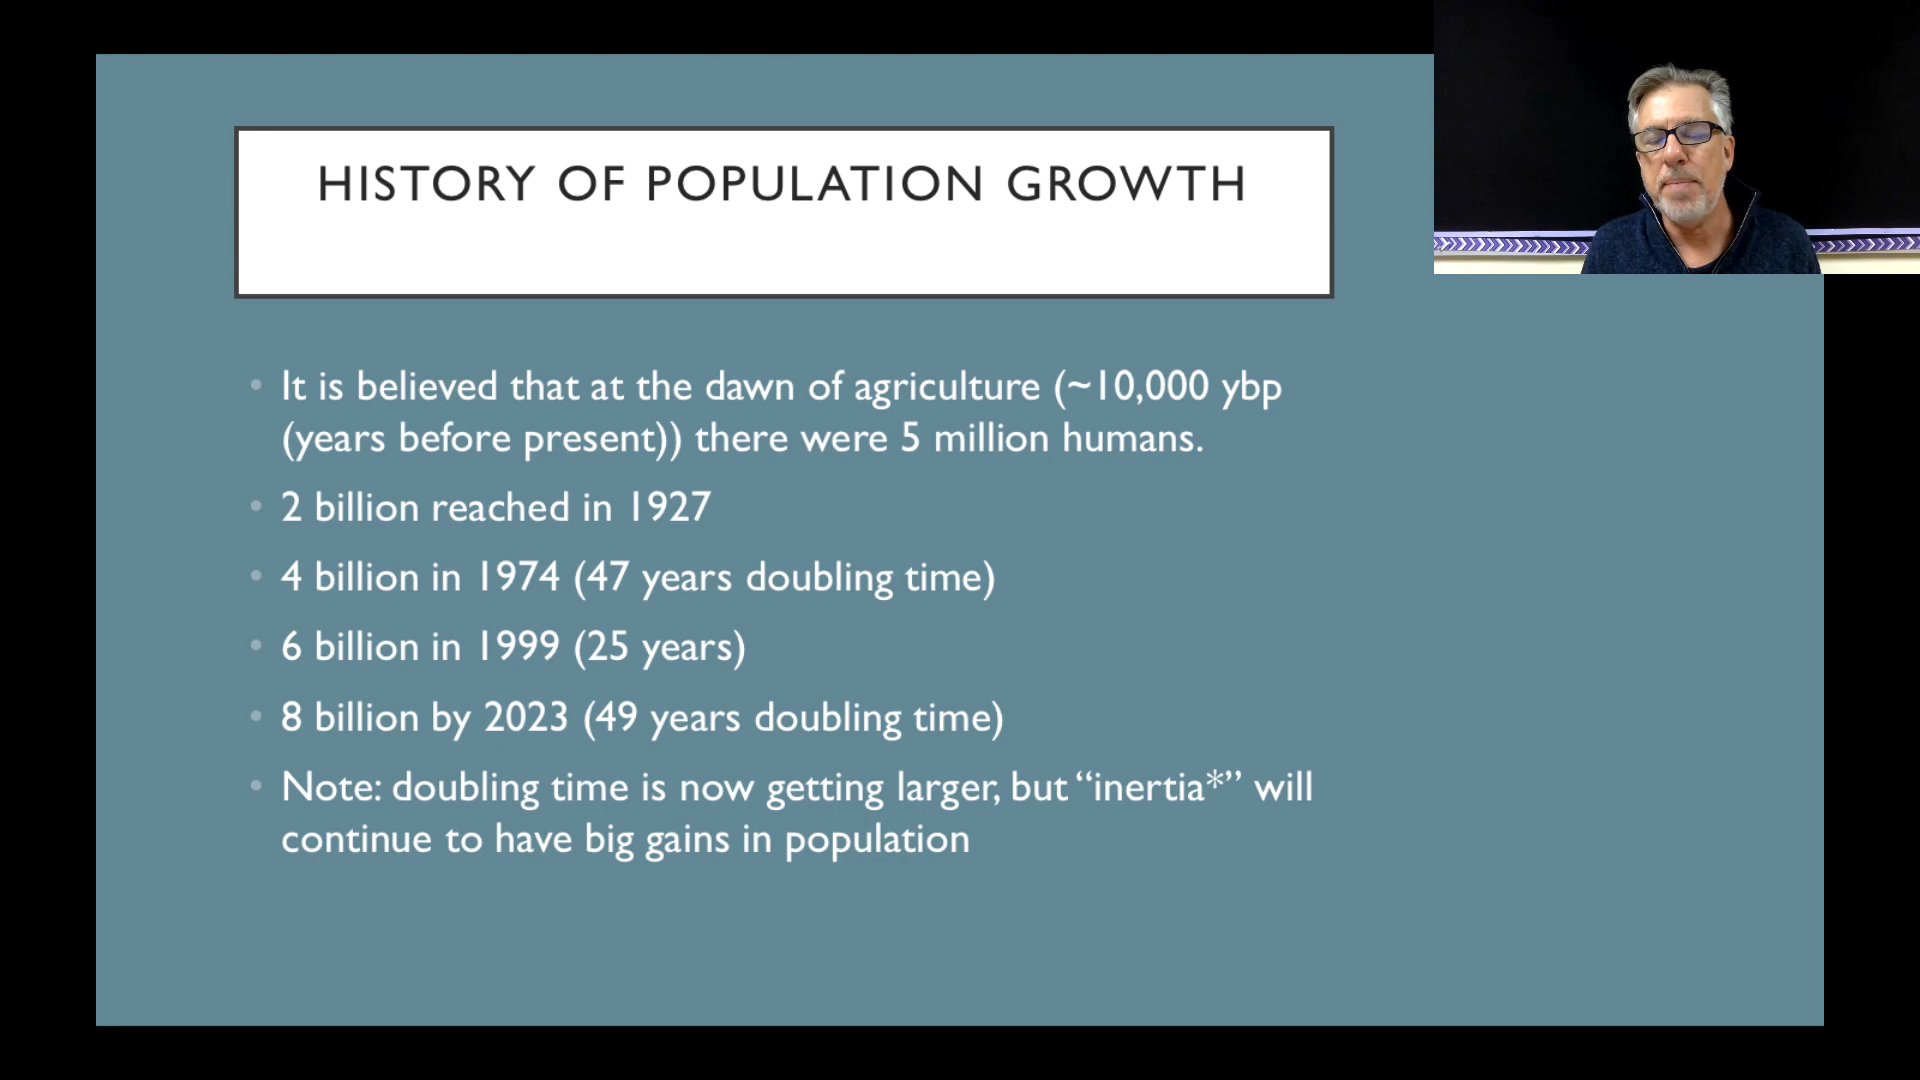 HISTORY OF POPULATION GROWTH
• It is believed that at the dawn of agriculture (~10,000 ybp
(years before present)) there were 5 million humans.
• 2 billion reached in 1927
• 4 billion in 1974 (47 years doubling time)
• 6 billion in 1999 (25 years)
• 8 billion by 2023 (49 years doubling time)
• Note: doubling time is now getting larger, but “inertia*” will
continue to have big gains in population